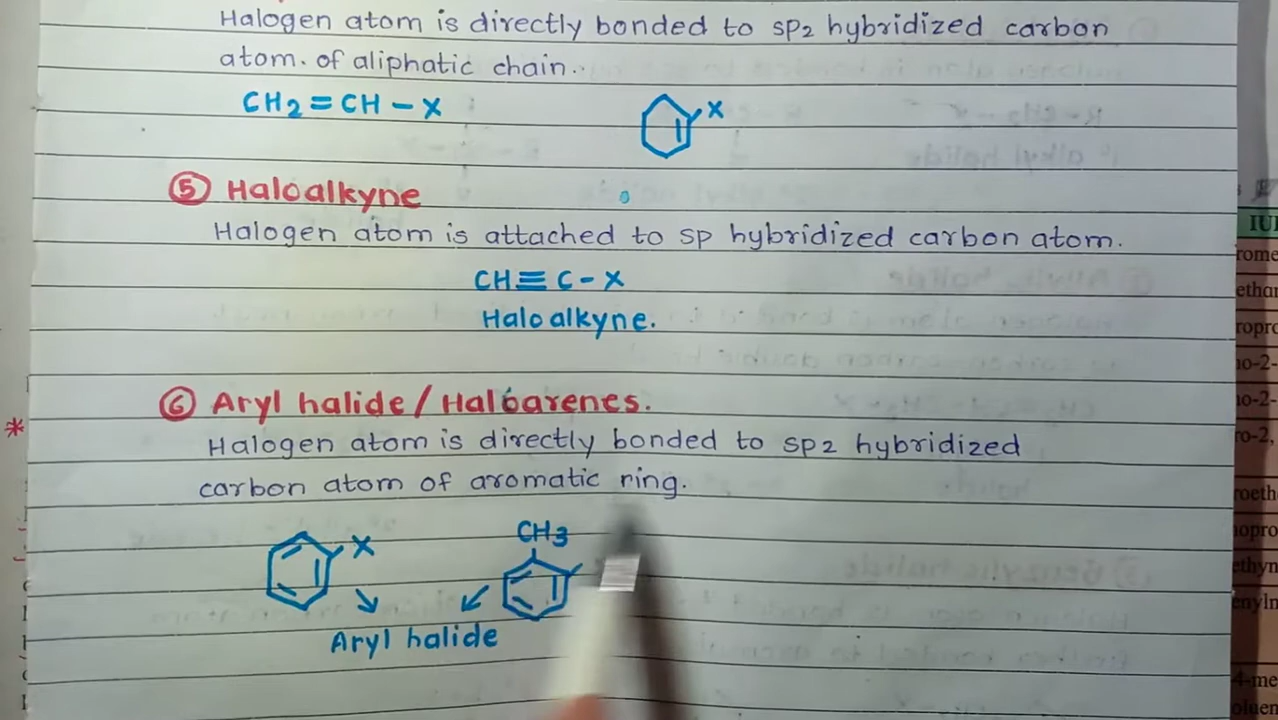 Halogen atom is directly bonded to sp2 hybridized carbon
atom. of aliphatic chain..
CH2=CH-X
X
⑤ Haloalkyne
Halogen atom is attached to sp hybridized carbon atom.
CH≡C-X
Haloalkyne.
⑥ Aryl halide / Haloarenes.
*
Halogen atom is directly bonded to sp2 hybridized
carbon atom of aromatic ring.
CH3
X
Aryl halide